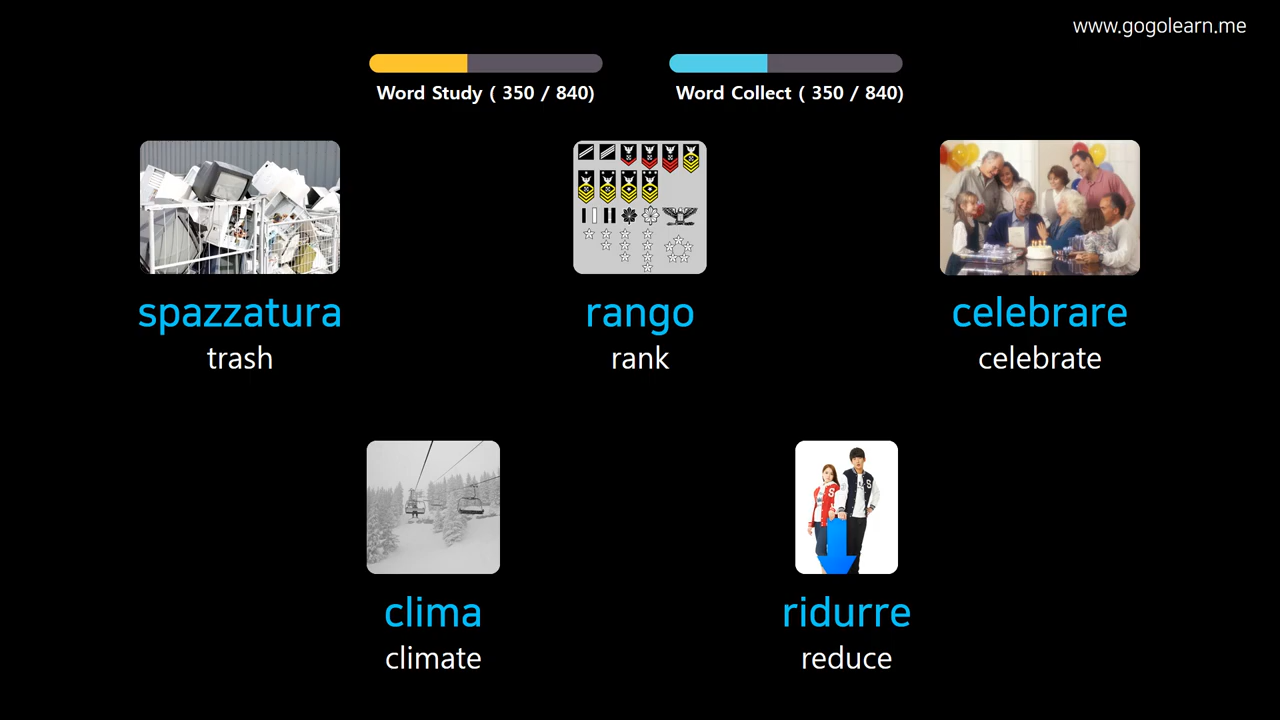 www.gogolearn.me
Word Study ( 350 / 840)
Word Collect ( 350 / 840)
spazzatura
trash
rango
rank
celebrare
celebrate
clima
climate
ridurre
reduce